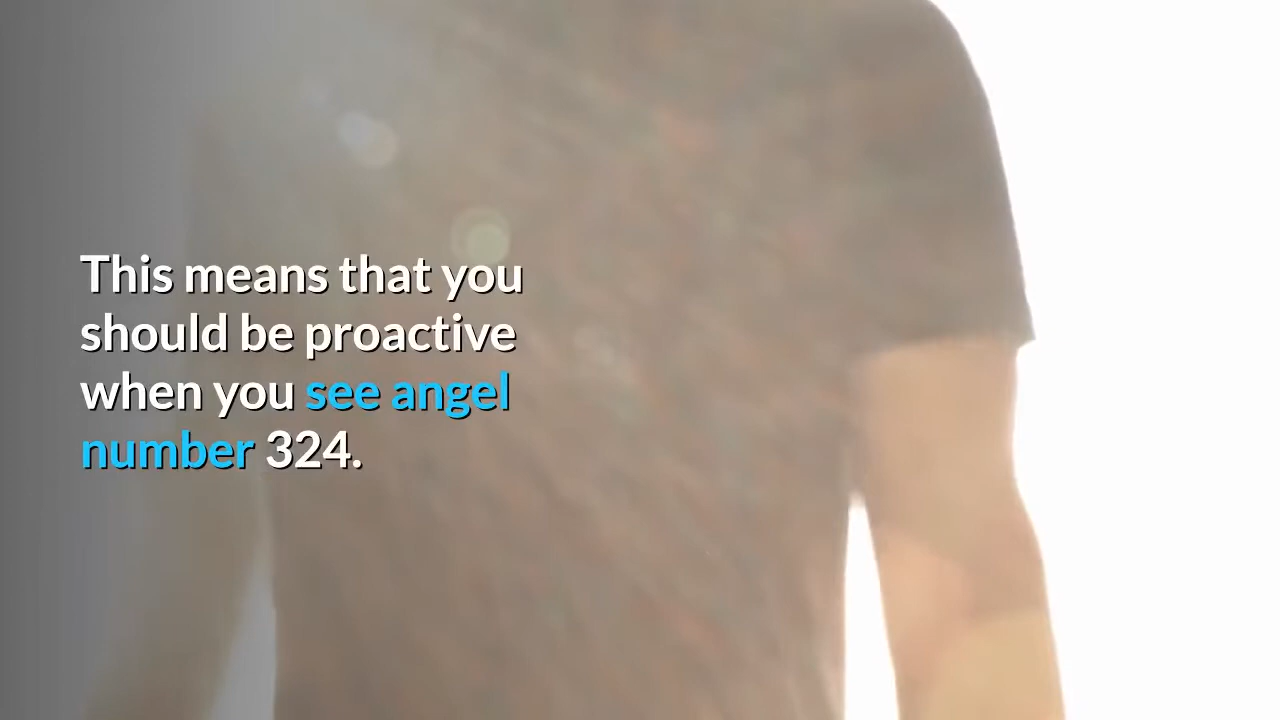 This means that you
should be proactive
when you see angel
number 324.